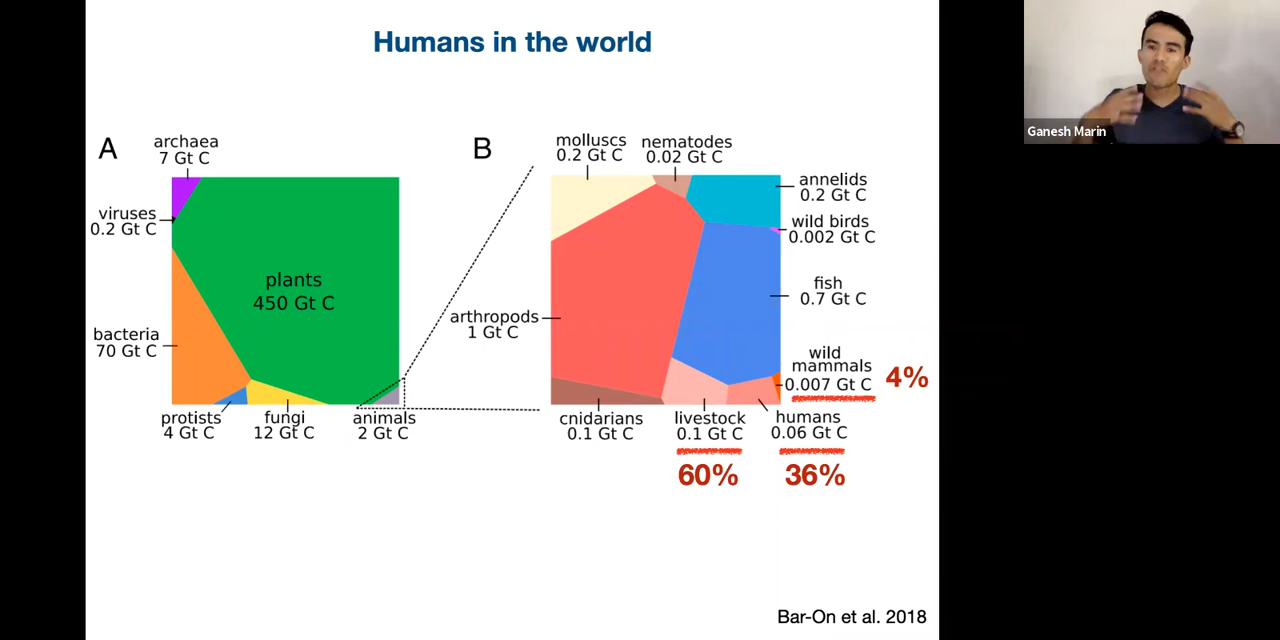 Humans in the world
A
archaea
7 Gt C
viruses
0.2 Gt C
plants
450 Gt C
bacteria
70 Gt C
protists
4 Gt C
fungi
12 Gt C
animals
2 Gt C
B
molluscs
0.2 Gt C
nematodes
0.02 Gt C
annelids
0.2 Gt C
wild birds
0.002 Gt C
fish
0.7 Gt C
arthropods
1 Gt C
wild
mammals
0.007 Gt C
4%
cnidarians
0.1 Gt C
livestock
0.1 Gt C
60%
humans
0.06 Gt C
36%
Bar-On et al. 2018
Ganesh Marin